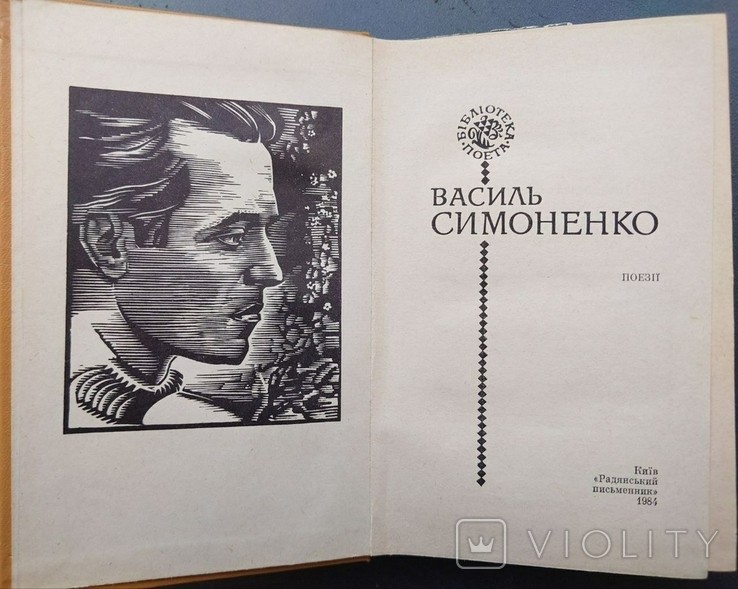 БІБЛІОТЕКА
ПОЕТА
ВАСИЛЬ
СИМОНЕНКО
ПОЕЗІЇ
Київ
«Радянський
письменник»
1984
VIOLITY